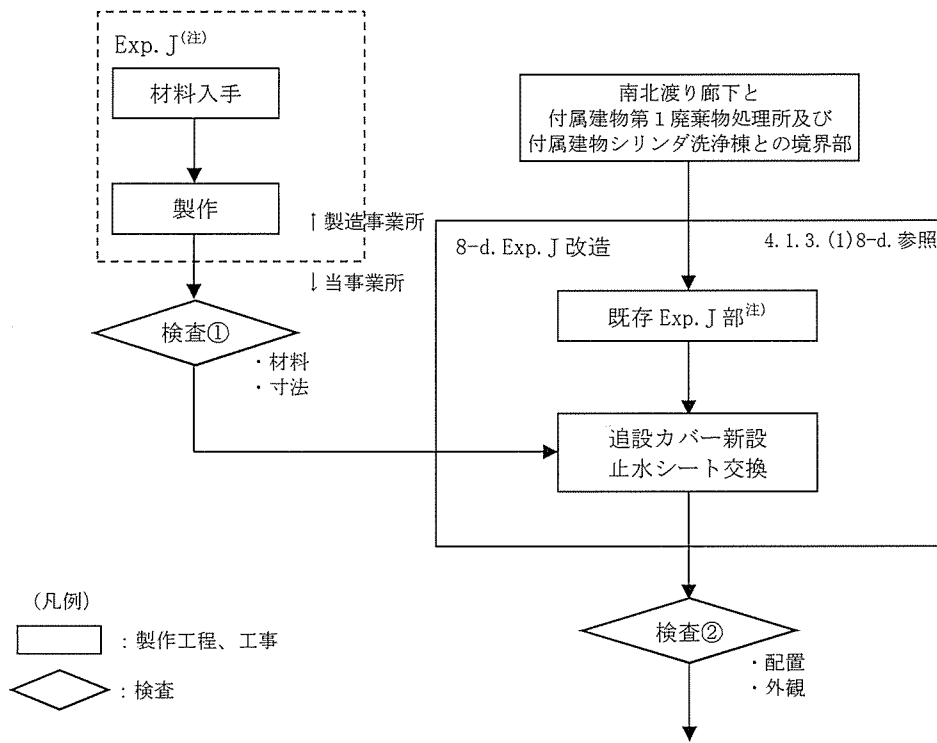 Exp. J(注)
材料入手
製作
↑製造事業所
↓当事業所
検査①
・材料
・寸法
南北渡り廊下と
付属建物第1廃棄物処理所及び
付属建物シリンダ洗浄棟との境界部
8-d. Exp. J 改造
4.1.3. (1)8-d. 参照
既存 Exp. J 部注)
追設カバー新設
止水シート交換
検査②
・配置
・外観
(凡例)
：製作工程、工事
：検査